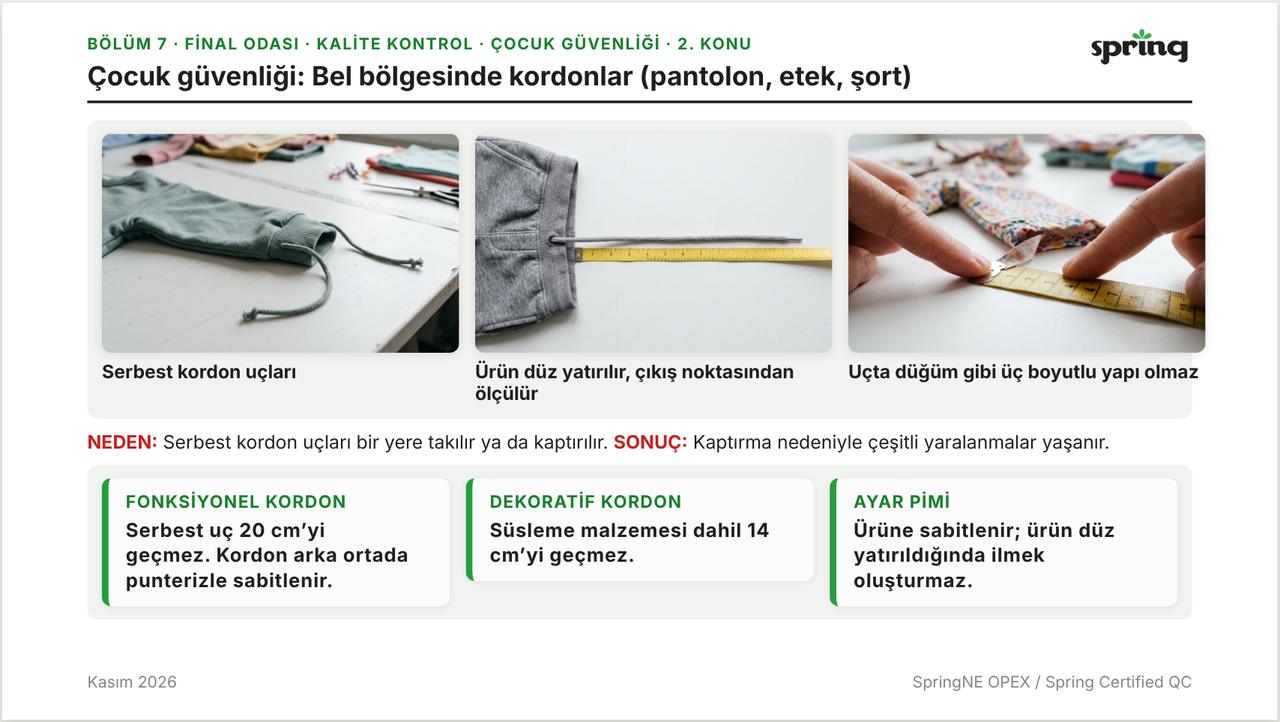 BÖLÜM 7 · FİNAL ODASI · KALİTE KONTROL · ÇOCUK GÜVENLİĞİ · 2. KONU
spring
Çocuk güvenliği: Bel bölgesinde kordonlar (pantolon, etek, şort)
Serbest kordon uçları
Ürün düz yatırılır, çıkış noktasından
ölçülür
Uçta düğüm gibi üç boyutlu yapı olmaz
NEDEN: Serbest kordon uçları bir yere takılır ya da kaptırılır. SONUÇ: Kaptırma nedeniyle çeşitli yaralanmalar yaşanır.
FONKSİYONEL KORDON
Serbest uç 20 cm’yi
geçmez. Kordon arka ortada
punterizle sabitlenir.
DEKORATİF KORDON
Süsleme malzemesi dahil 14
cm’yi geçmez.
AYAR PİMİ
Ürüne sabitlenir; ürün düz
yatırıldığında ilmek
oluşturmaz.
Kasım 2026
SpringNE OPEX / Spring Certified QC